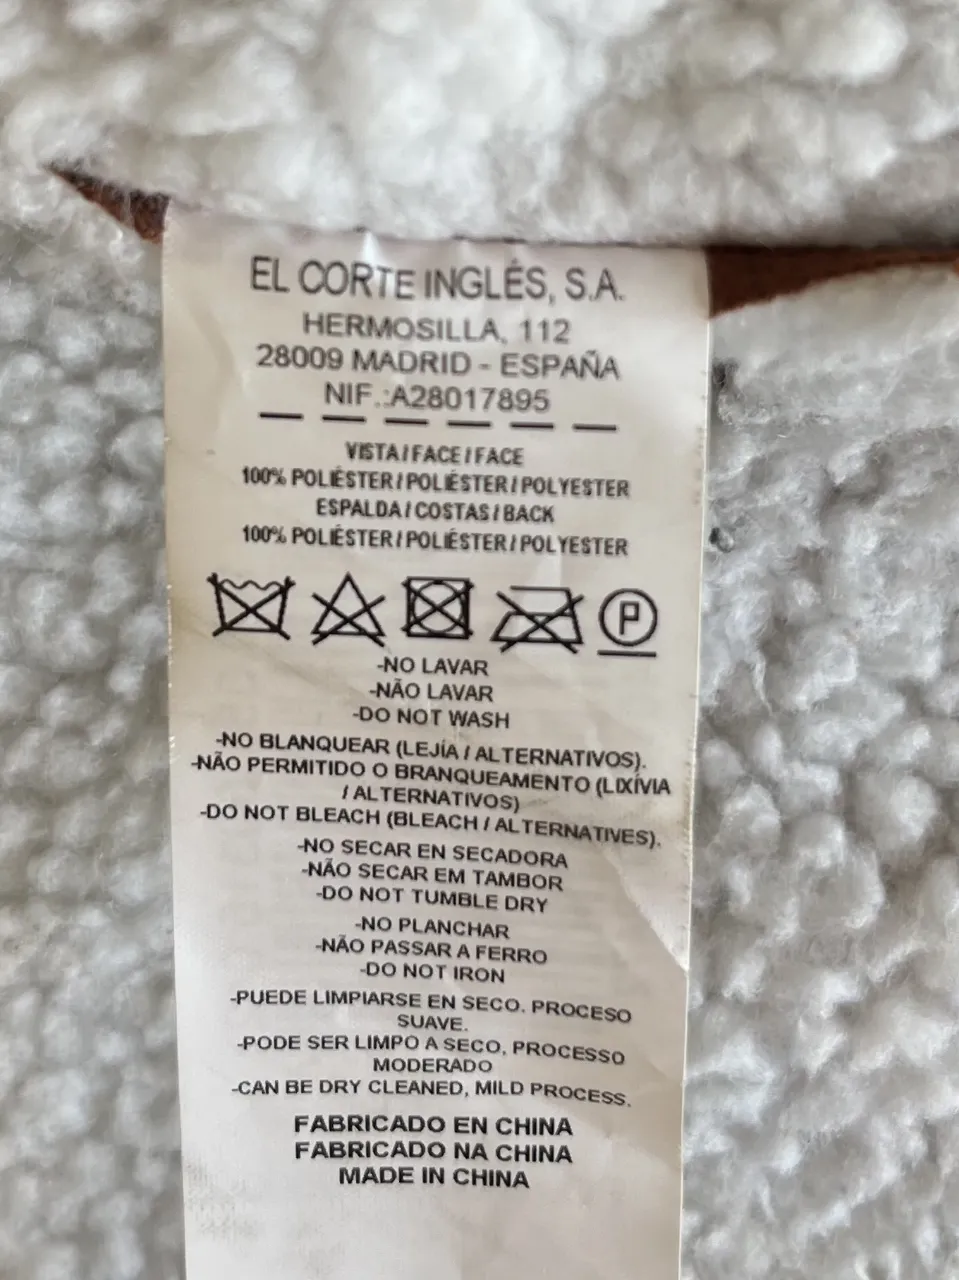 EL CORTE INGLÉS, S.A.
HERMOSILLA, 112
28009 MADRID - ESPAÑA
NIF.:A28017895
VISTA/FACE/FACE
100% POLIÉSTER/POLIÉSTER/POLYESTER
ESPALDA/COSTAS/BACK
100% POLIÉSTER/POLIÉSTER/POLYESTER
P
-NO LAVAR
-NÃO LAVAR
-DO NOT WASH
-NO BLANQUEAR (LEJÍA / ALTERNATIVOS).
-NÃO PERMITIDO O BRANQUEAMENTO (LIXÍVIA
/ ALTERNATIVOS)
-DO NOT BLEACH (BLEACH / ALTERNATIVES).
-NO SECAR EN SECADORA
-NÃO SECAR EM TAMBOR
-DO NOT TUMBLE DRY
-NO PLANCHAR
-NÃO PASSAR A FERRO
-DO NOT IRON
-PUEDE LIMPIARSE EN SECO. PROCESO
SUAVE.
-PODE SER LIMPO A SECO, PROCESSO
MODERADO
-CAN BE DRY CLEANED, MILD PROCESS.
FABRICADO EN CHINA
FABRICADO NA CHINA
MADE IN CHINA